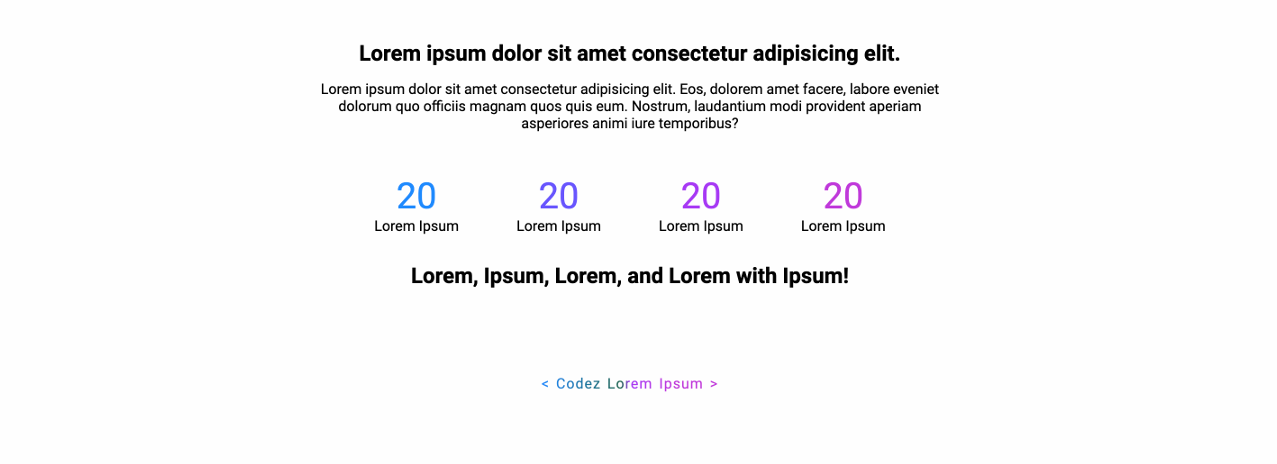 Lorem ipsum dolor sit amet consectetur adipisicing elit.
Lorem ipsum dolor sit amet consectetur adipisicing elit. Eos, dolorem amet facere, labore eveniet
dolorum quo officiis magnam quos quis eum. Nostrum, laudantium modi provident aperiam
asperiores animi iure temporibus?
20 20 20 20
Lorem Ipsum Lorem Ipsum Lorem Ipsum Lorem Ipsum
Lorem, Ipsum, Lorem, and Lorem with Ipsum!
< Codez Lorem Ipsum >